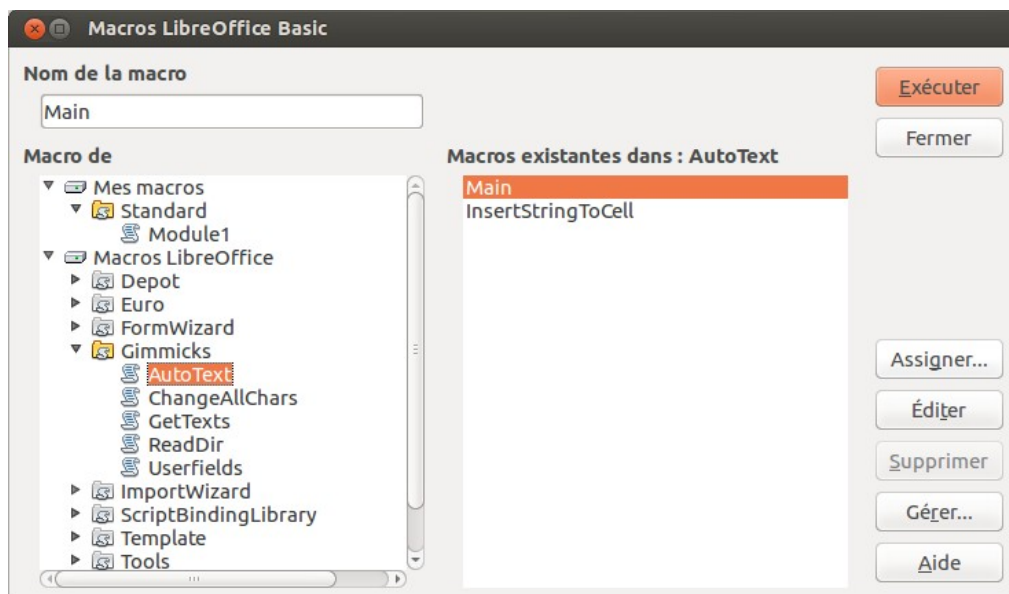 Macros LibreOffice Basic
Nom de la macro
Main
Exécuter
Fermer
Macro de
Mes macros
Standard
Module1
Macros LibreOffice
Depot
Euro
FormWizard
Gimmicks
AutoText
ChangeAllChars
GetTexts
ReadDir
Userfields
ImportWizard
ScriptBindingLibrary
Template
Tools
Macros existantes dans : AutoText
Main
InsertStringToCell
Assigner...
Éditer
Supprimer
Gérer...
Aide